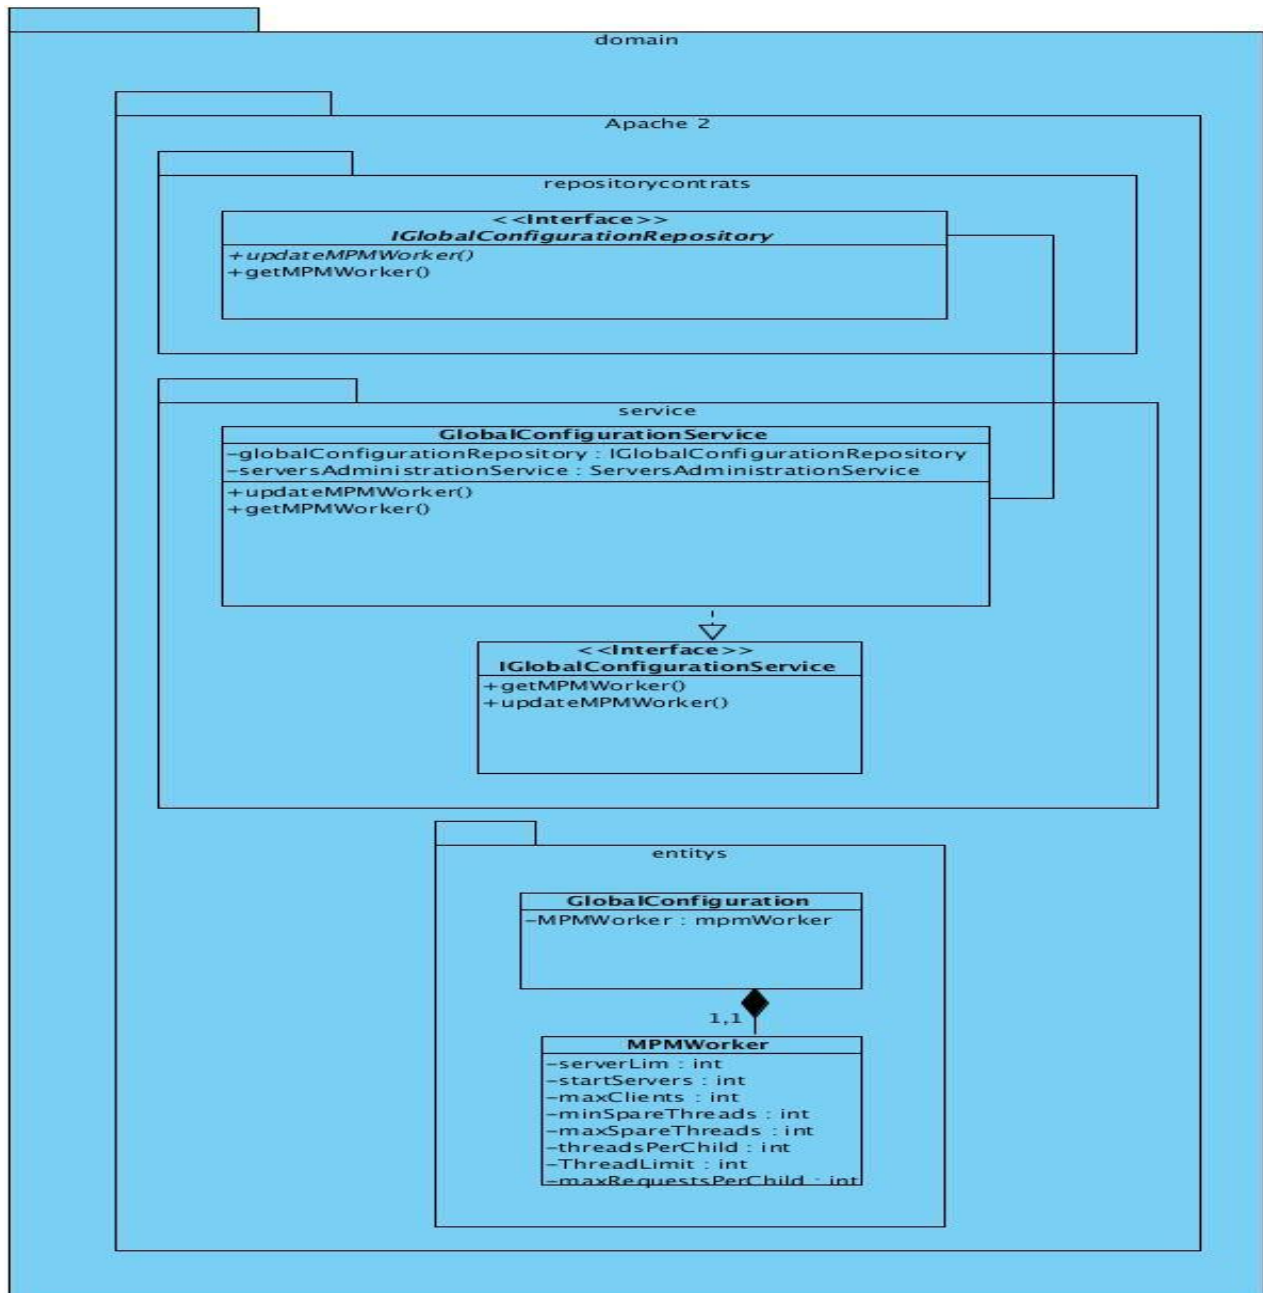 domain
Apache 2
repositorycontrats
<<Interface>>
IGlobalConfigurationRepository
+updateMPMWorker()
+getMPMWorker()
service
GlobalConfigurationService
-globalConfigurationRepository : IGlobalConfigurationRepository
-serversAdministrationService : ServersAdministrationService
+updateMPMWorker()
+getMPMWorker()
<<Interface>>
IGlobalConfigurationService
+getMPMWorker()
+updateMPMWorker()
entitys
GlobalConfiguration
-MPMWorker : mpmWorker
1,1
MPMWorker
-serverLim : int
-startServers : int
-maxClients : int
-minSpareThreads : int
-maxSpareThreads : int
-threadsPerChild : int
-ThreadLimit : int
-maxRequestsPerChild : int